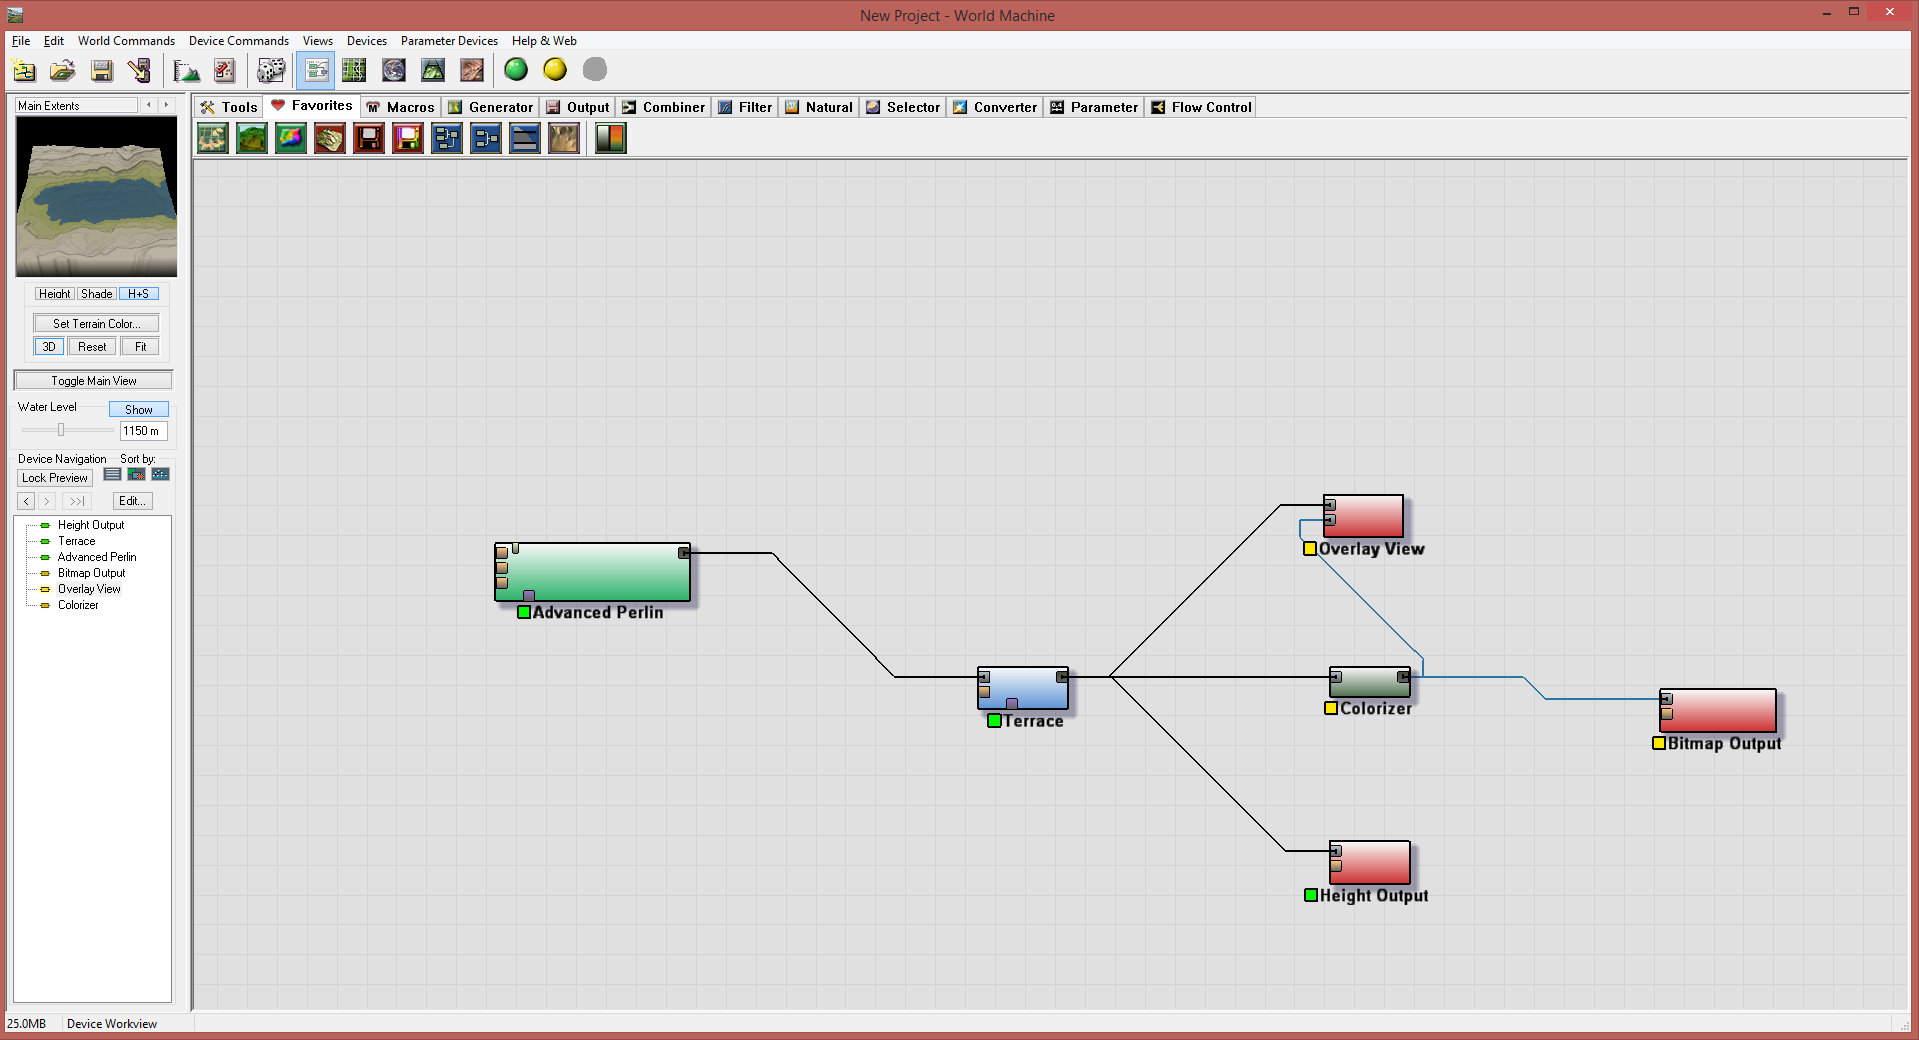 New Project - World Machine
File Edit World Commands Device Commands Views Devices Parameter Devices Help & Web
Main Extents
Tools Favorites Macros Generator Output Combiner Filter Natural Selector Converter Parameter Flow Control
Height Shade H+S
Set Terrain Color...
3D Reset Fit
Toggle Main View
Water Level Show
1150 m
Device Navigation Sort by:
Lock Preview
< > >>| Edit...
Height Output
Terrace
Advanced Perlin
Bitmap Output
Overlay View
Colorizer
Overlay View
Advanced Perlin
Terrace
Colorizer
Bitmap Output
Height Output
25.0MB Device Workview